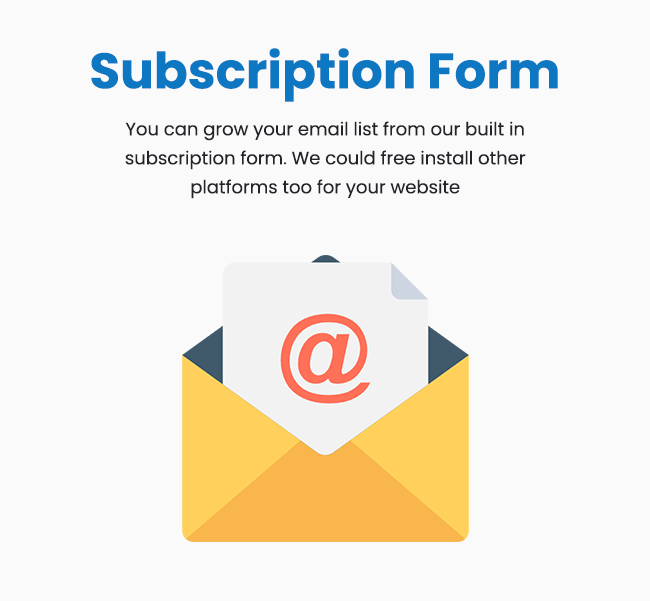 Subscription Form
You can grow your email list from our built in
subscription form. We could free install other
platforms too for your website
@